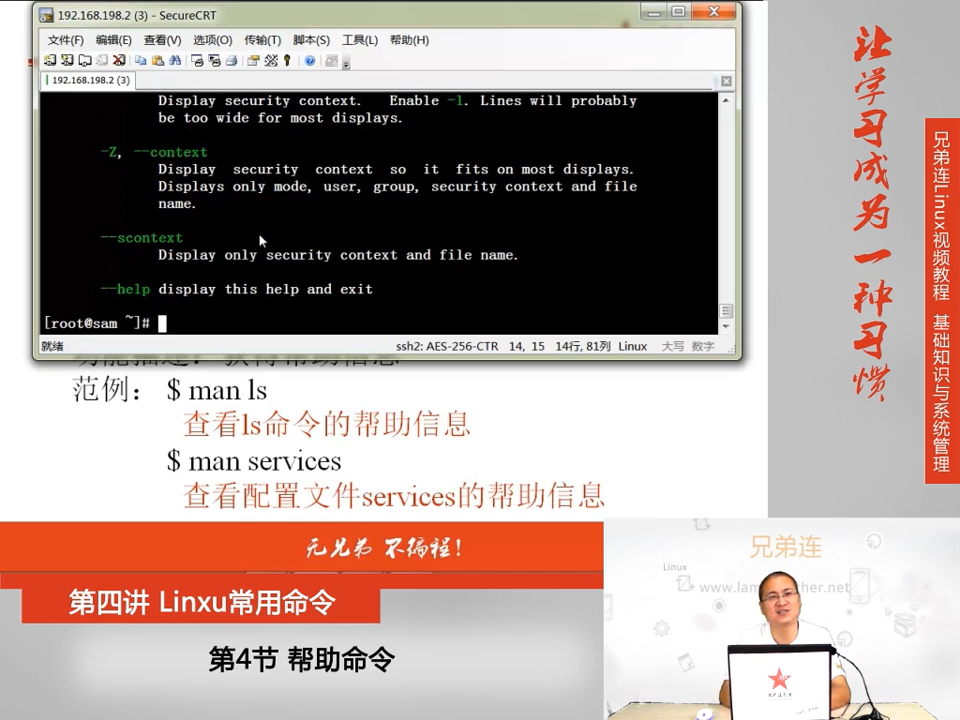 192.168.198.2 (3) - SecureCRT
文件(F) 编辑(E) 查看(V) 选项(O) 传输(T) 脚本(S) 工具(L) 帮助(H)
192.168.198.2 (3)
Display security context. Enable -l. Lines will probably
be too wide for most displays.
-Z, --context
Display security context so it fits on most displays.
Displays only mode, user, group, security context and file
name.
--scontext
Display only security context and file name.
--help display this help and exit
[root@sam ~]#
就绪 ssh2: AES-256-CTR 14, 15 14行, 81列 Linux 大写 数字
范例： $ man ls
查看ls命令的帮助信息
$ man services
查看配置文件services的帮助信息
无兄弟 不编程！
第四讲 Linxu常用命令
第4节 帮助命令
让学习成为一种习惯
兄弟连Linux视频教程 基础知识与系统管理
兄弟连
Linux